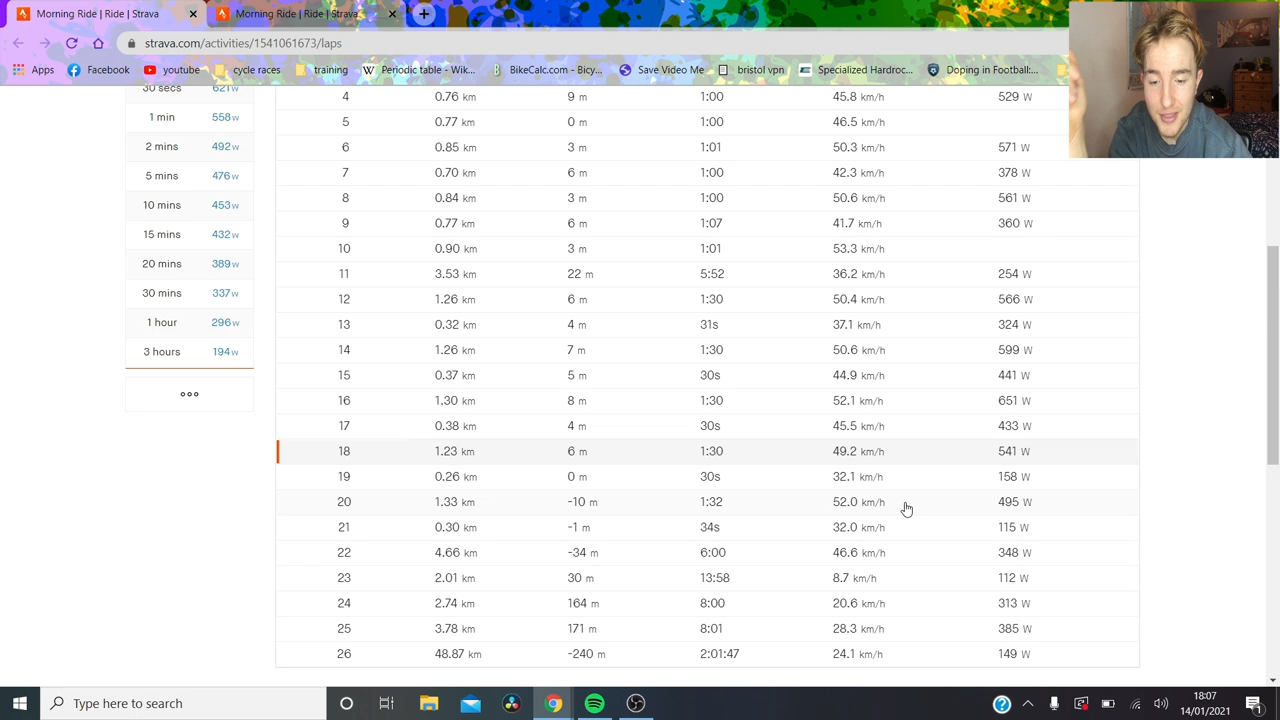 Morning Ride | Ride | Strava
Morning Ride | Ride | Strava
strava.com/activities/1541061673/laps
Apps Facebook youtube cycle races training Periodic table - Wik... BikeCalc.com - Bicy... Save Video Me bristol vpn Specialized Hardroc... Doping in Football:...
30 secs 621w
1 min 558w
2 mins 492w
5 mins 476w
10 mins 453w
15 mins 432w
20 mins 389w
30 mins 337w
1 hour 296w
3 hours 194w
4 0.76 km 9 m 1:00 45.8 km/h 529 W
5 0.77 km 0 m 1:00 46.5 km/h
6 0.85 km 3 m 1:01 50.3 km/h 571 W
7 0.70 km 6 m 1:00 42.3 km/h 378 W
8 0.84 km 3 m 1:00 50.6 km/h 561 W
9 0.77 km 6 m 1:07 41.7 km/h 360 W
10 0.90 km 3 m 1:01 53.3 km/h
11 3.53 km 22 m 5:52 36.2 km/h 254 W
12 1.26 km 6 m 1:30 50.4 km/h 566 W
13 0.32 km 4 m 31s 37.1 km/h 324 W
14 1.26 km 7 m 1:30 50.6 km/h 599 W
15 0.37 km 5 m 30s 44.9 km/h 441 W
16 1.30 km 8 m 1:30 52.1 km/h 651 W
17 0.38 km 4 m 30s 45.5 km/h 433 W
18 1.23 km 6 m 1:30 49.2 km/h 541 W
19 0.26 km 0 m 30s 32.1 km/h 158 W
20 1.33 km -10 m 1:32 52.0 km/h 495 W
21 0.30 km -1 m 34s 32.0 km/h 115 W
22 4.66 km -34 m 6:00 46.6 km/h 348 W
23 2.01 km 30 m 13:58 8.7 km/h 112 W
24 2.74 km 164 m 8:00 20.6 km/h 313 W
25 3.78 km 171 m 8:01 28.3 km/h 385 W
26 48.87 km -240 m 2:01:47 24.1 km/h 149 W
Type here to search
18:07
14/01/2021